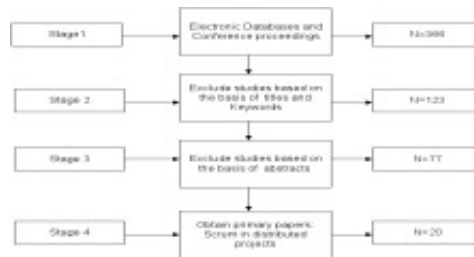 Stage1
Electronic Databases and
Conference proceedings
Stage 2
Exclude studies based on
the basis of titles and
Keywords
N=123
Stage 3
Exclude studies based on
the basis of abstracts
N=77
Stage 4
Obtain primary papers:
Scrum in distributed
projects
N=20